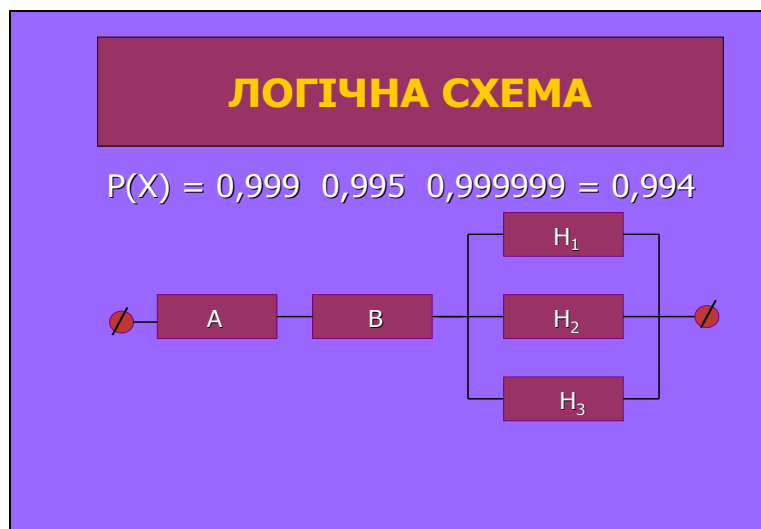 ЛОГІЧНА СХЕМА
P(X) = 0,999 0,995 0,999999 = 0,994
H₁
A B H₂
H₃